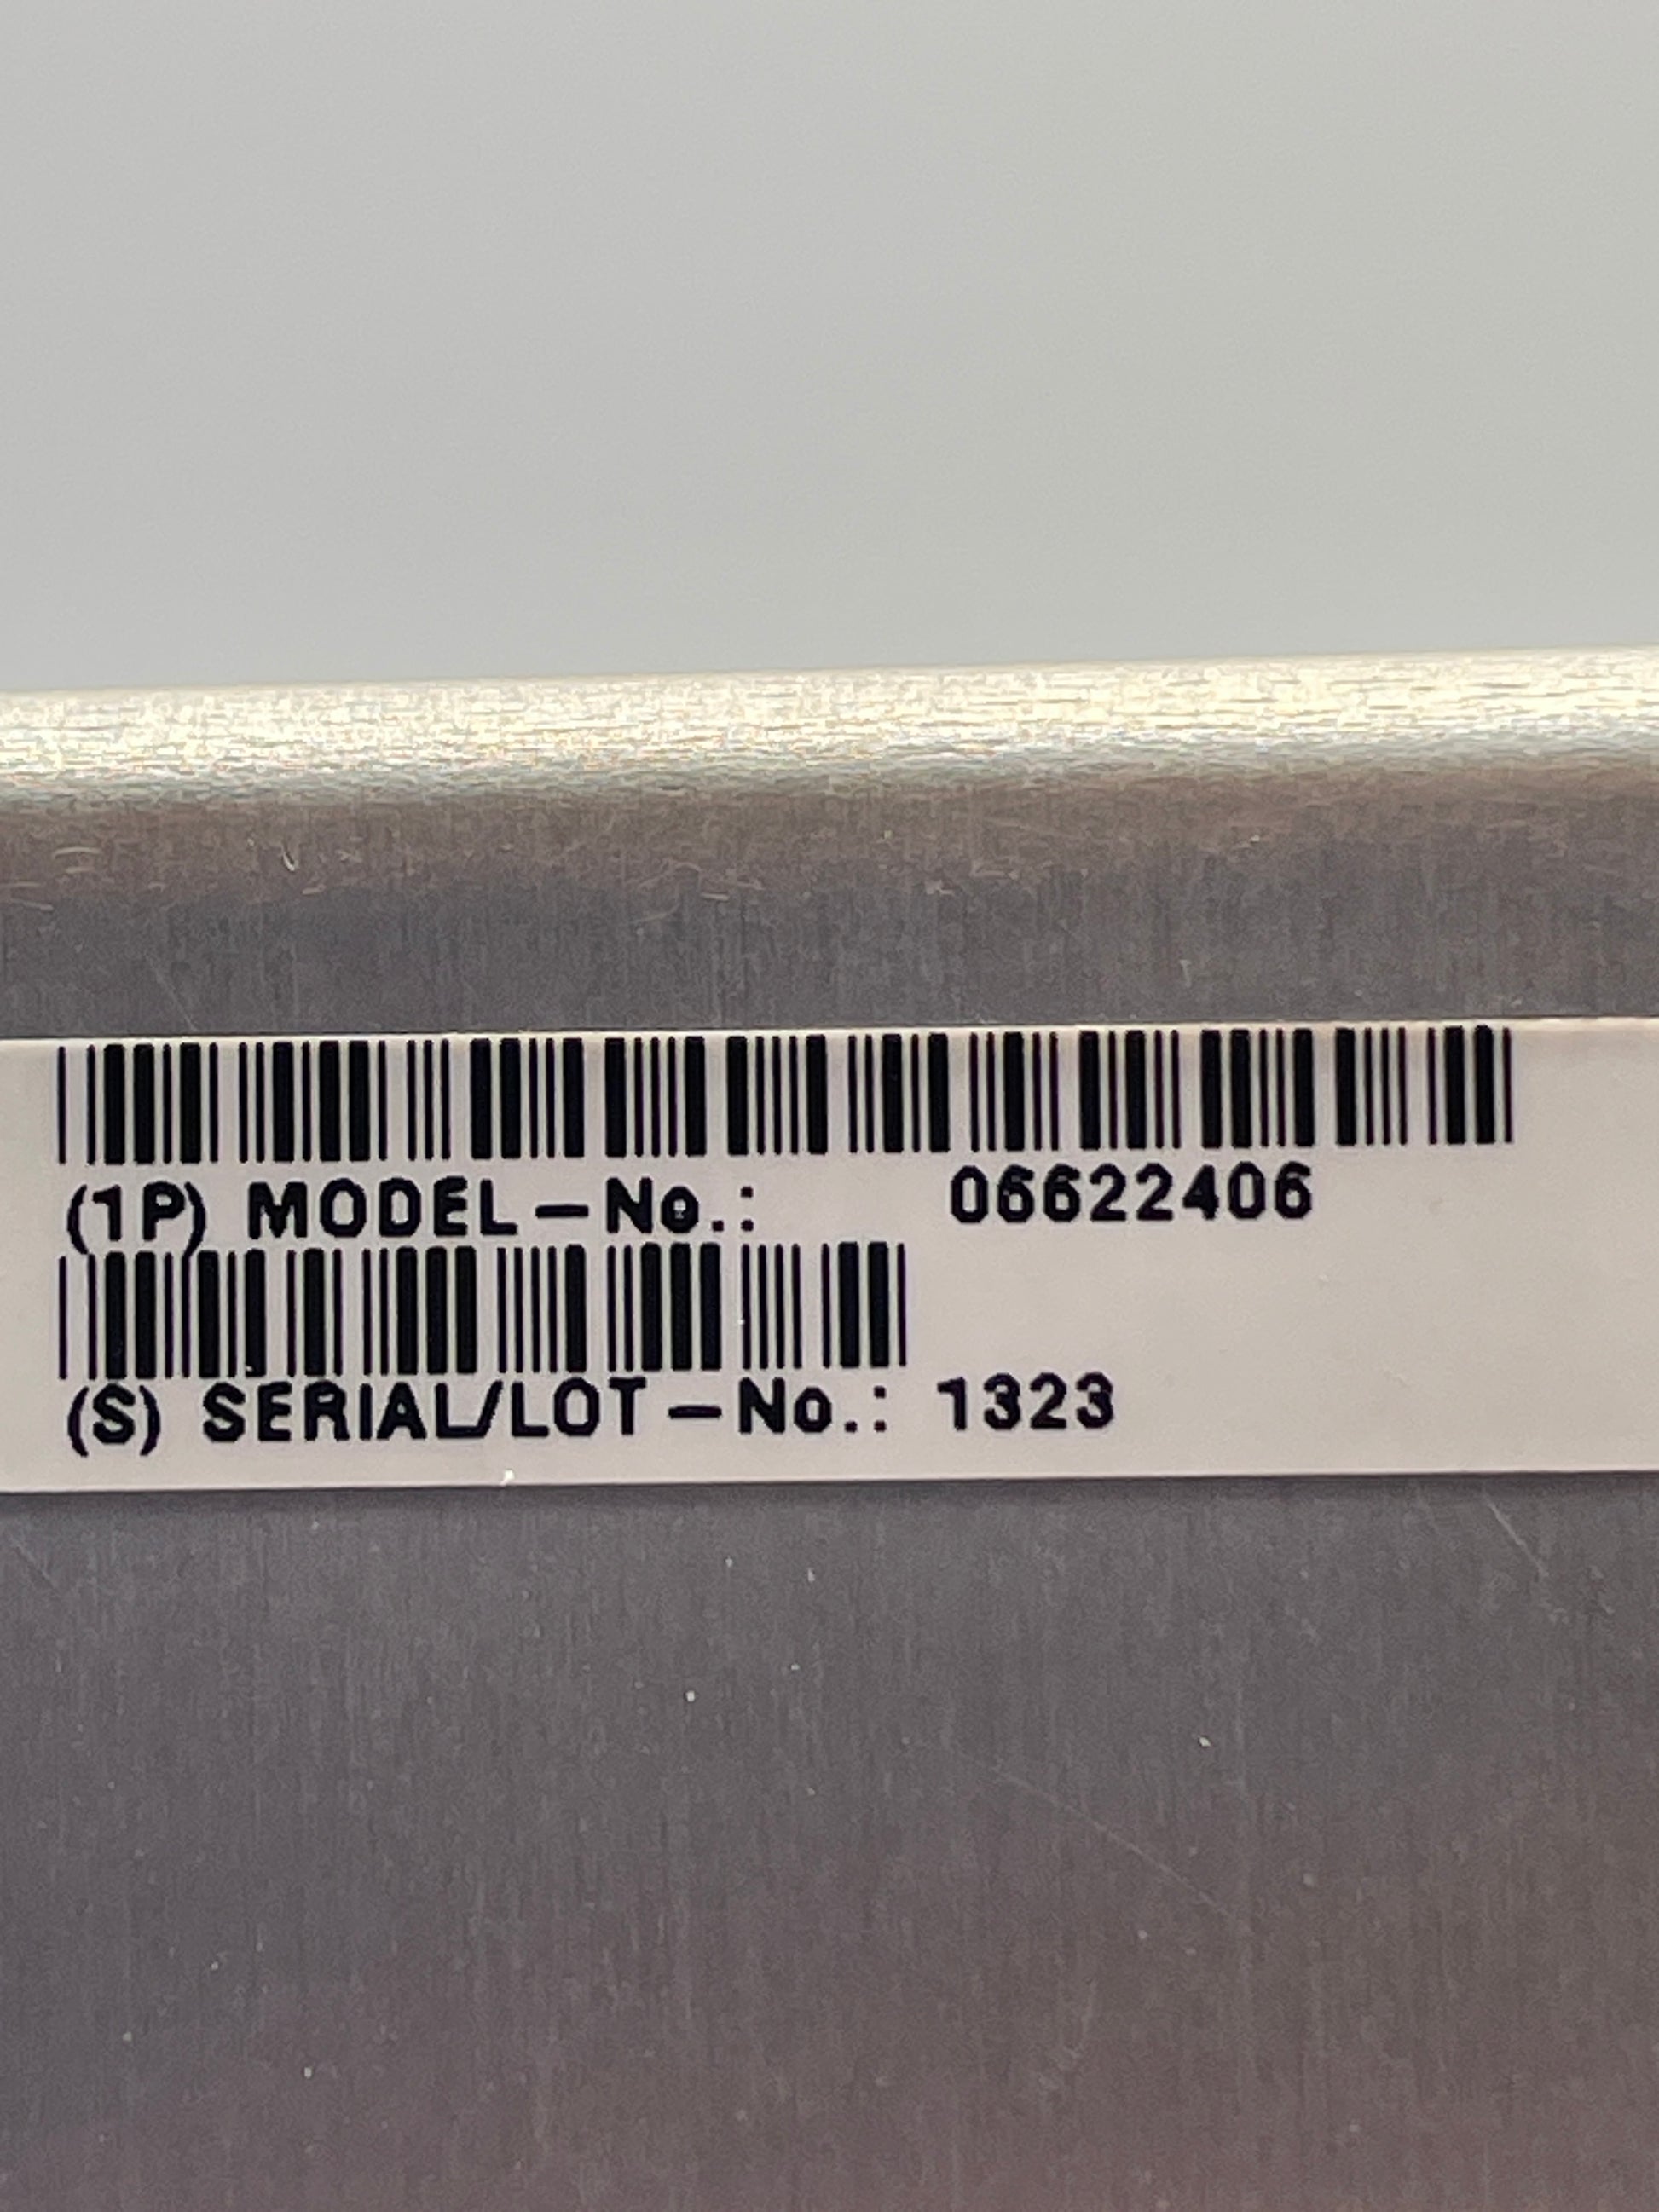 (1P) MODEL-No.: 06622406
(S) SERIAL/LOT-No.: 1323